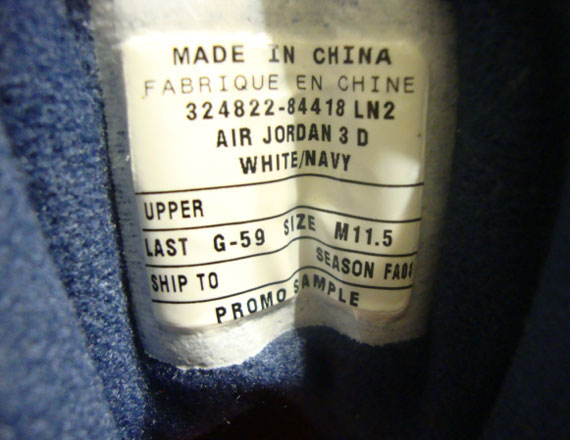 MADE IN CHINA
FABRIQUE EN CHINE
324822-84418 LN2
AIR JORDAN 3 D
WHITE/NAVY
UPPER
LAST G-59 SIZE M11.5
SHIP TO SEASON
PROMO SAMPLE